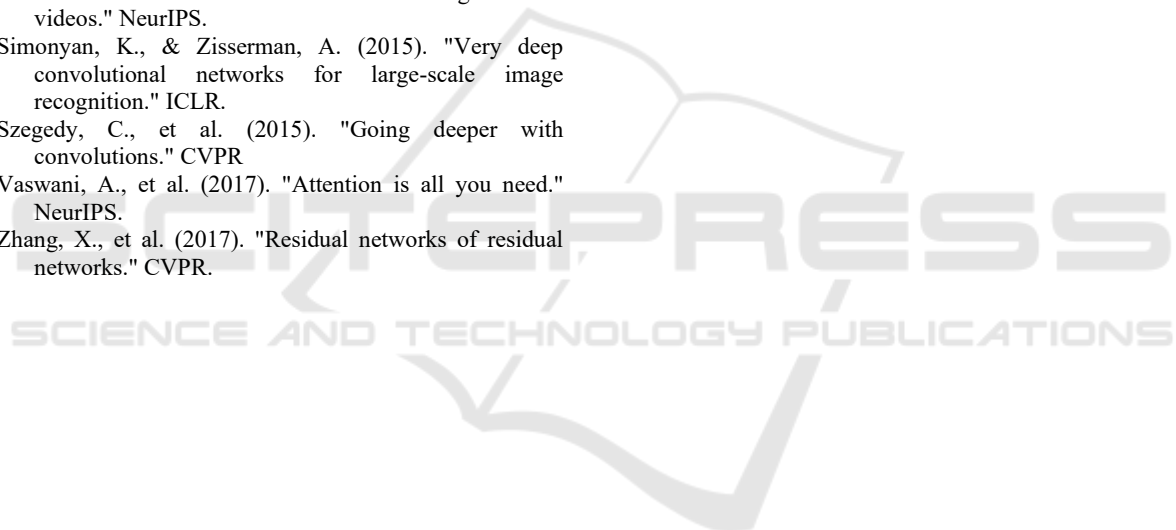 videos." NeurIPS.
Simonyan, K., & Zisserman, A. (2015). "Very deep
convolutional networks for large-scale image
recognition." ICLR.
Szegedy, C., et al. (2015). "Going deeper with
convolutions." CVPR
Vaswani, A., et al. (2017). "Attention is all you need."
NeurIPS.
Zhang, X., et al. (2017). "Residual networks of residual
networks." CVPR.
SCITEPRESS
SCIENCE AND TECHNOLOGY PUBLICATIONS